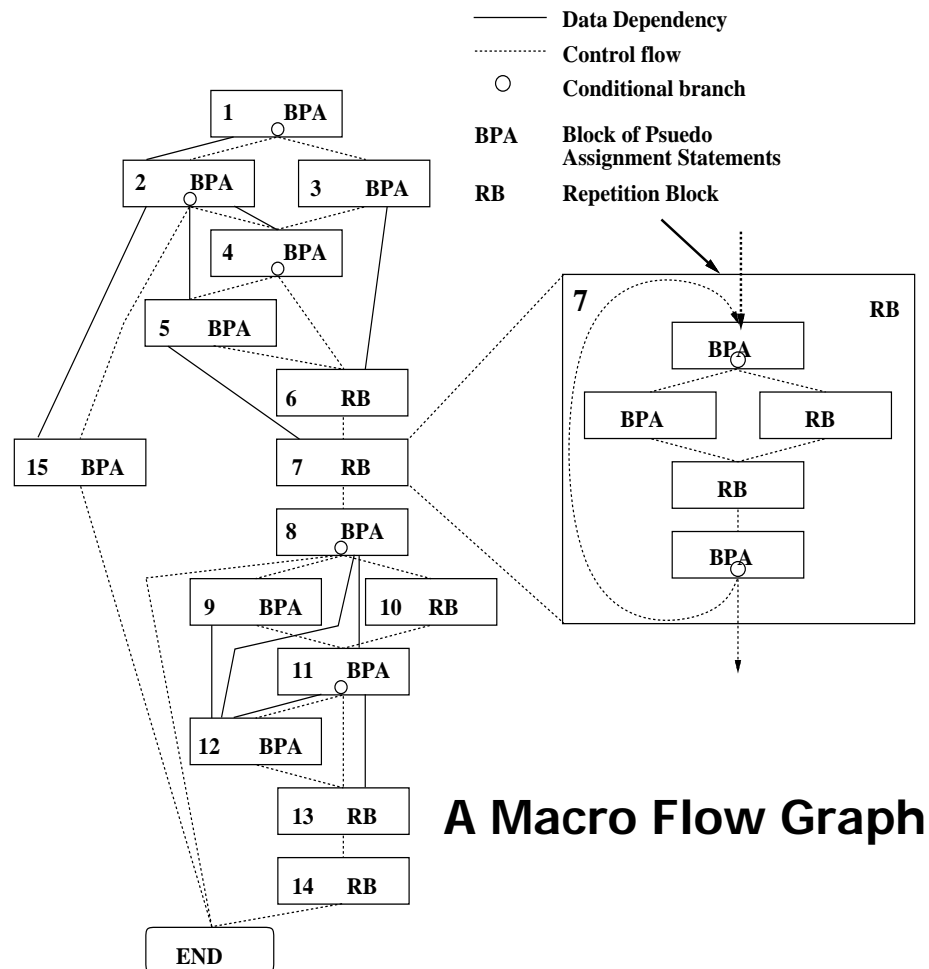 Data Dependency
Control flow
Conditional branch
BPA Block of Psuedo
Assignment Statements
RB Repetition Block
1 BPA
2 BPA
3 BPA
4 BPA
5 BPA
6 RB
15 BPA
7 RB
8 BPA
9 BPA
10 RB
11 BPA
12 BPA
13 RB
14 RB
END
7 RB
BPA
BPA RB
RB
BPA
A Macro Flow Graph